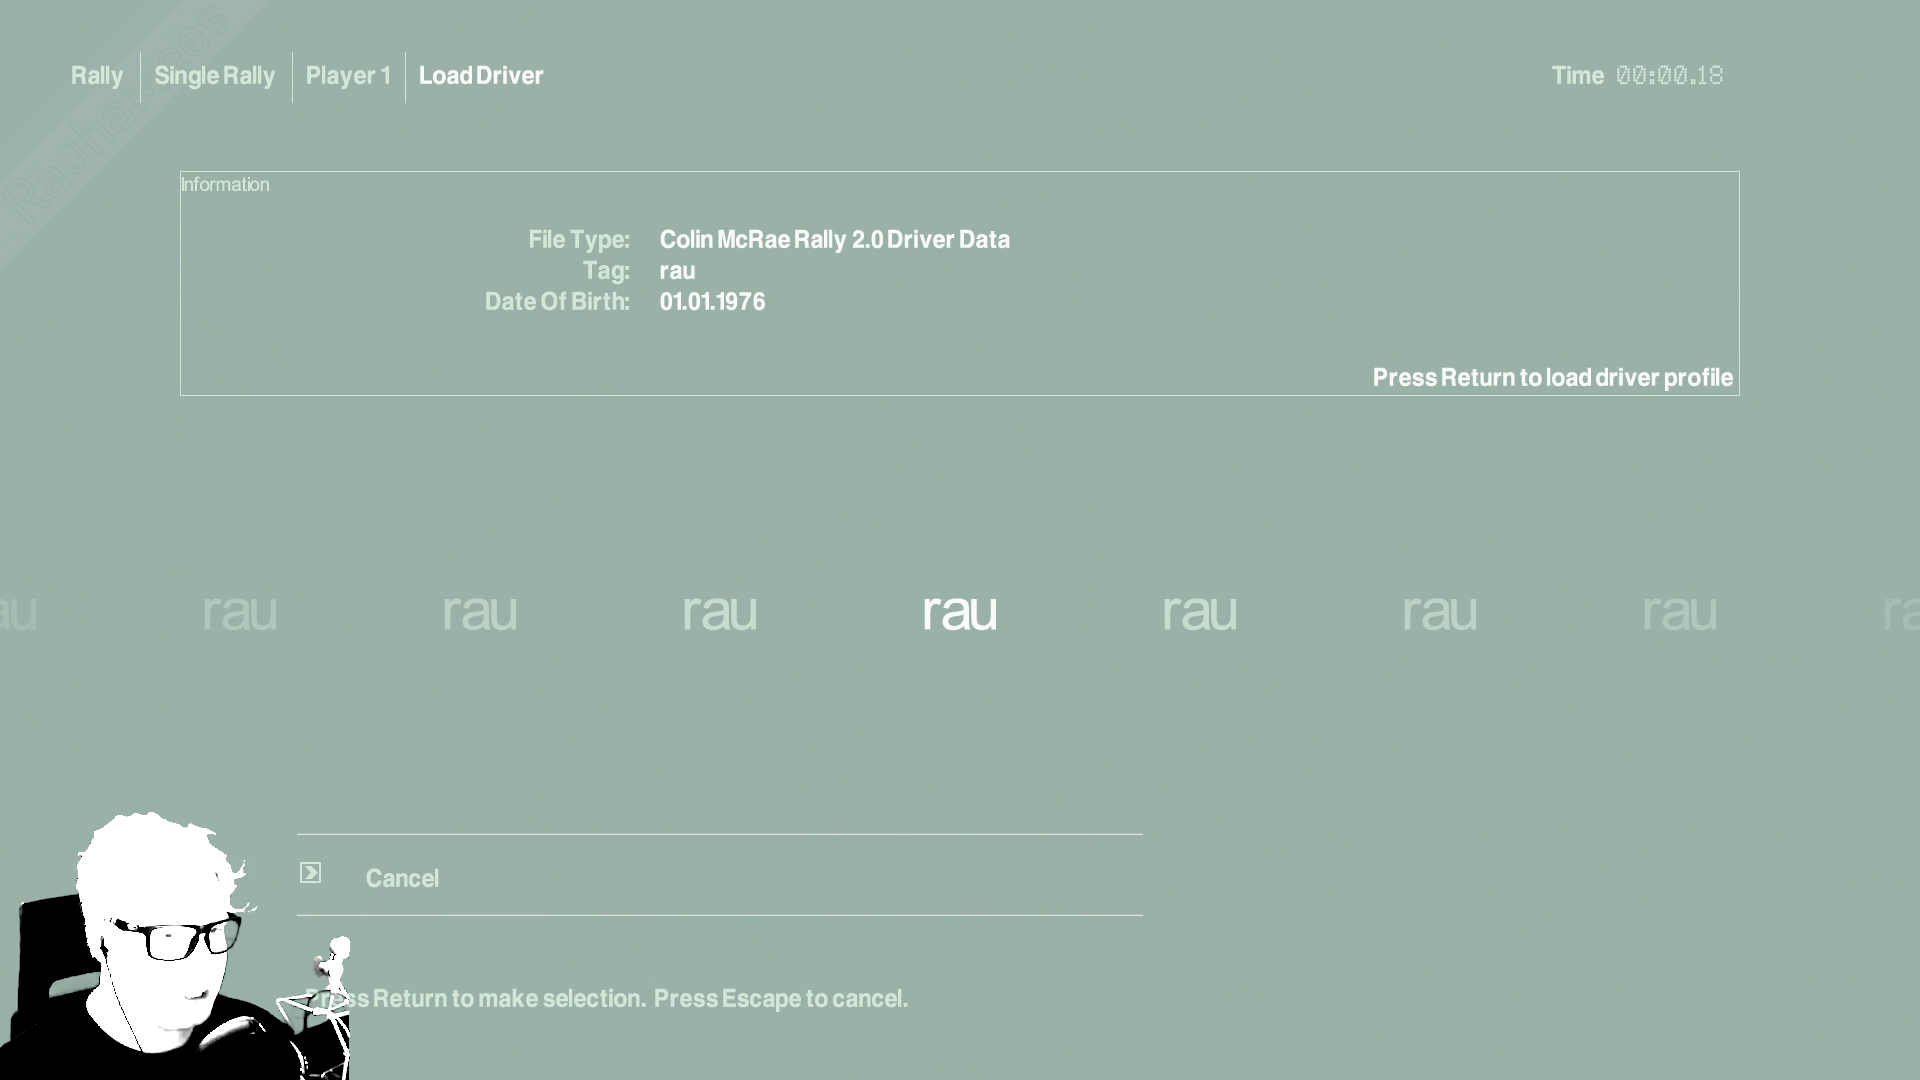 Rally
Single Rally
Player 1
Load Driver
Time 00:00.18
Information
File Type: Colin McRae Rally 2.0 Driver Data
Tag: rau
Date Of Birth: 01.01.1976
Press Return to load driver profile
rau rau rau rau rau rau rau
Cancel
Press Return to make selection. Press Escape to cancel.